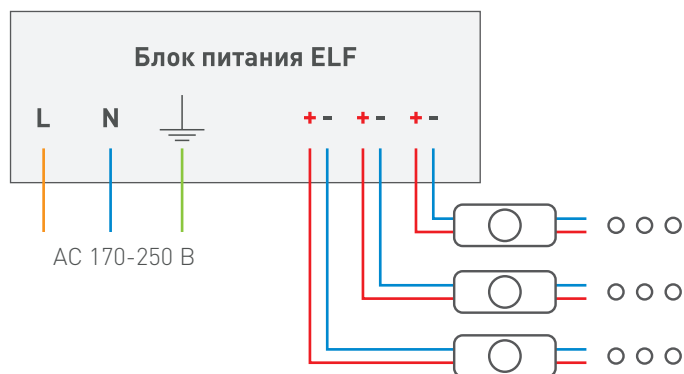 Блок питания ELF
L N + - + - + -
AC 170-250 В